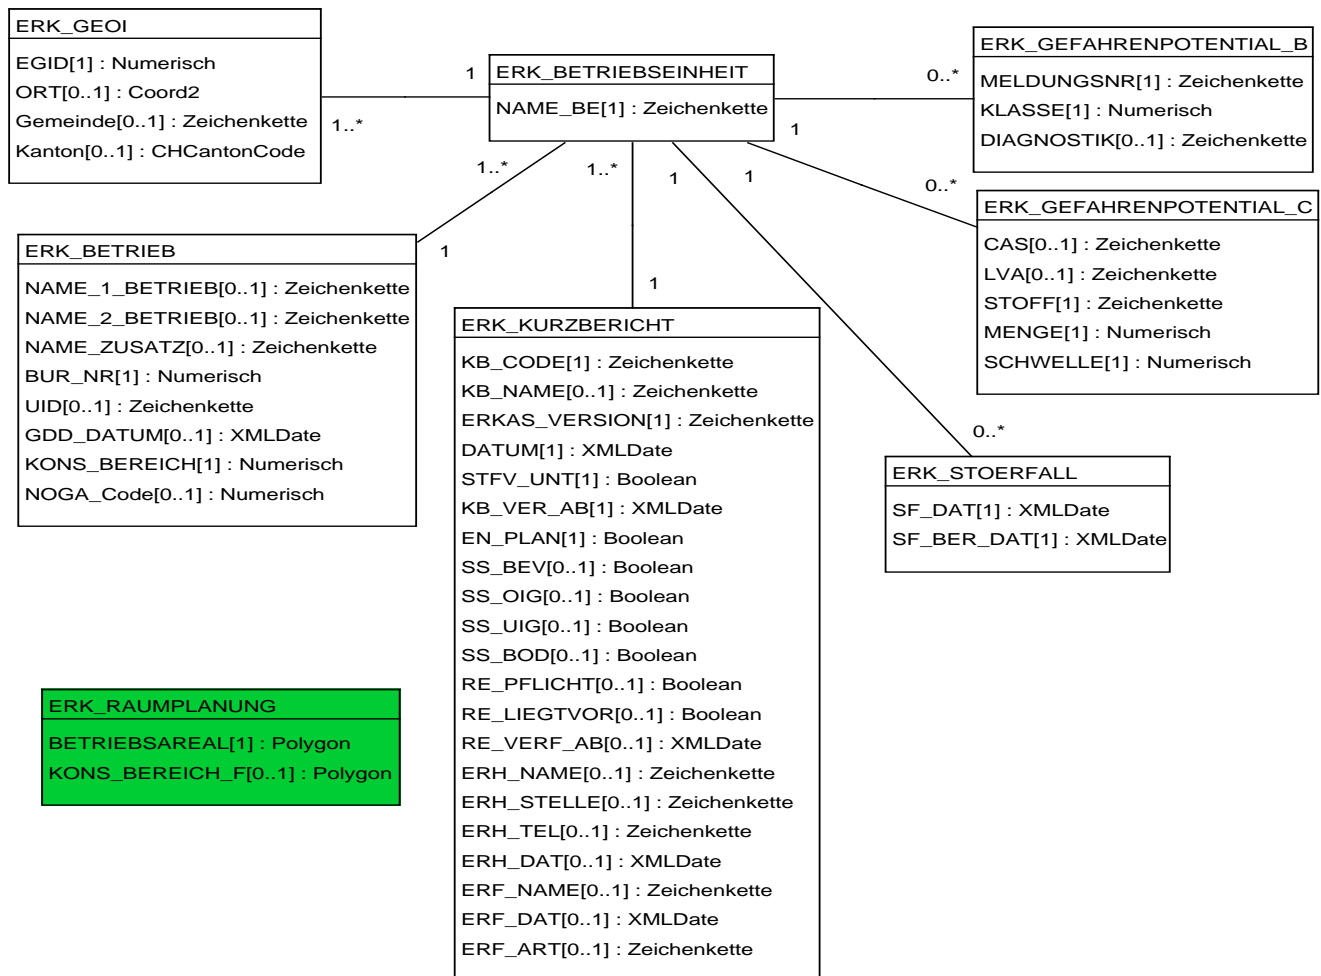 ERK_GEOI
EGID[1] : Numerisch
ORT[0..1] : Coord2
Gemeinde[0..1] : Zeichenkette
Kanton[0..1] : CHCantonCode
1
1..*
ERK_BETRIEBSEINHEIT
NAME_BE[1] : Zeichenkette
0..*
1
ERK_GEFAHRENPOTENTIAL_B
MELDUNGSNR[1] : Zeichenkette
KLASSE[1] : Numerisch
DIAGNOSTIK[0..1] : Zeichenkette
1..*
1..*
1
1
0..*
ERK_GEFAHRENPOTENTIAL_C
CAS[0..1] : Zeichenkette
LVA[0..1] : Zeichenkette
STOFF[1] : Zeichenkette
MENGE[1] : Numerisch
SCHWELLE[1] : Numerisch
ERK_BETRIEB
NAME_1_BETRIEB[0..1] : Zeichenkette
NAME_2_BETRIEB[0..1] : Zeichenkette
NAME_ZUSATZ[0..1] : Zeichenkette
BUR_NR[1] : Numerisch
UID[0..1] : Zeichenkette
GDD_DATUM[0..1] : XMLDate
KONS_BEREICH[1] : Numerisch
NOGA_Code[0..1] : Numerisch
1
1
ERK_KURZBERICHT
KB_CODE[1] : Zeichenkette
KB_NAME[0..1] : Zeichenkette
ERKAS_VERSION[1] : Zeichenkette
DATUM[1] : XMLDate
STFV_UNT[1] : Boolean
KB_VER_AB[1] : XMLDate
EN_PLAN[1] : Boolean
SS_BEV[0..1] : Boolean
SS_OIG[0..1] : Boolean
SS_UIG[0..1] : Boolean
SS_BOD[0..1] : Boolean
RE_PFLICHT[0..1] : Boolean
RE_LIEGTVOR[0..1] : Boolean
RE_VERF_AB[0..1] : XMLDate
ERH_NAME[0..1] : Zeichenkette
ERH_STELLE[0..1] : Zeichenkette
ERH_TEL[0..1] : Zeichenkette
ERH_DAT[0..1] : XMLDate
ERF_NAME[0..1] : Zeichenkette
ERF_DAT[0..1] : XMLDate
ERF_ART[0..1] : Zeichenkette
0..*
ERK_STOERFALL
SF_DAT[1] : XMLDate
SF_BER_DAT[1] : XMLDate
ERK_RAUMPLANUNG
BETRIEBSAREAL[1] : Polygon
KONS_BEREICH_F[0..1] : Polygon